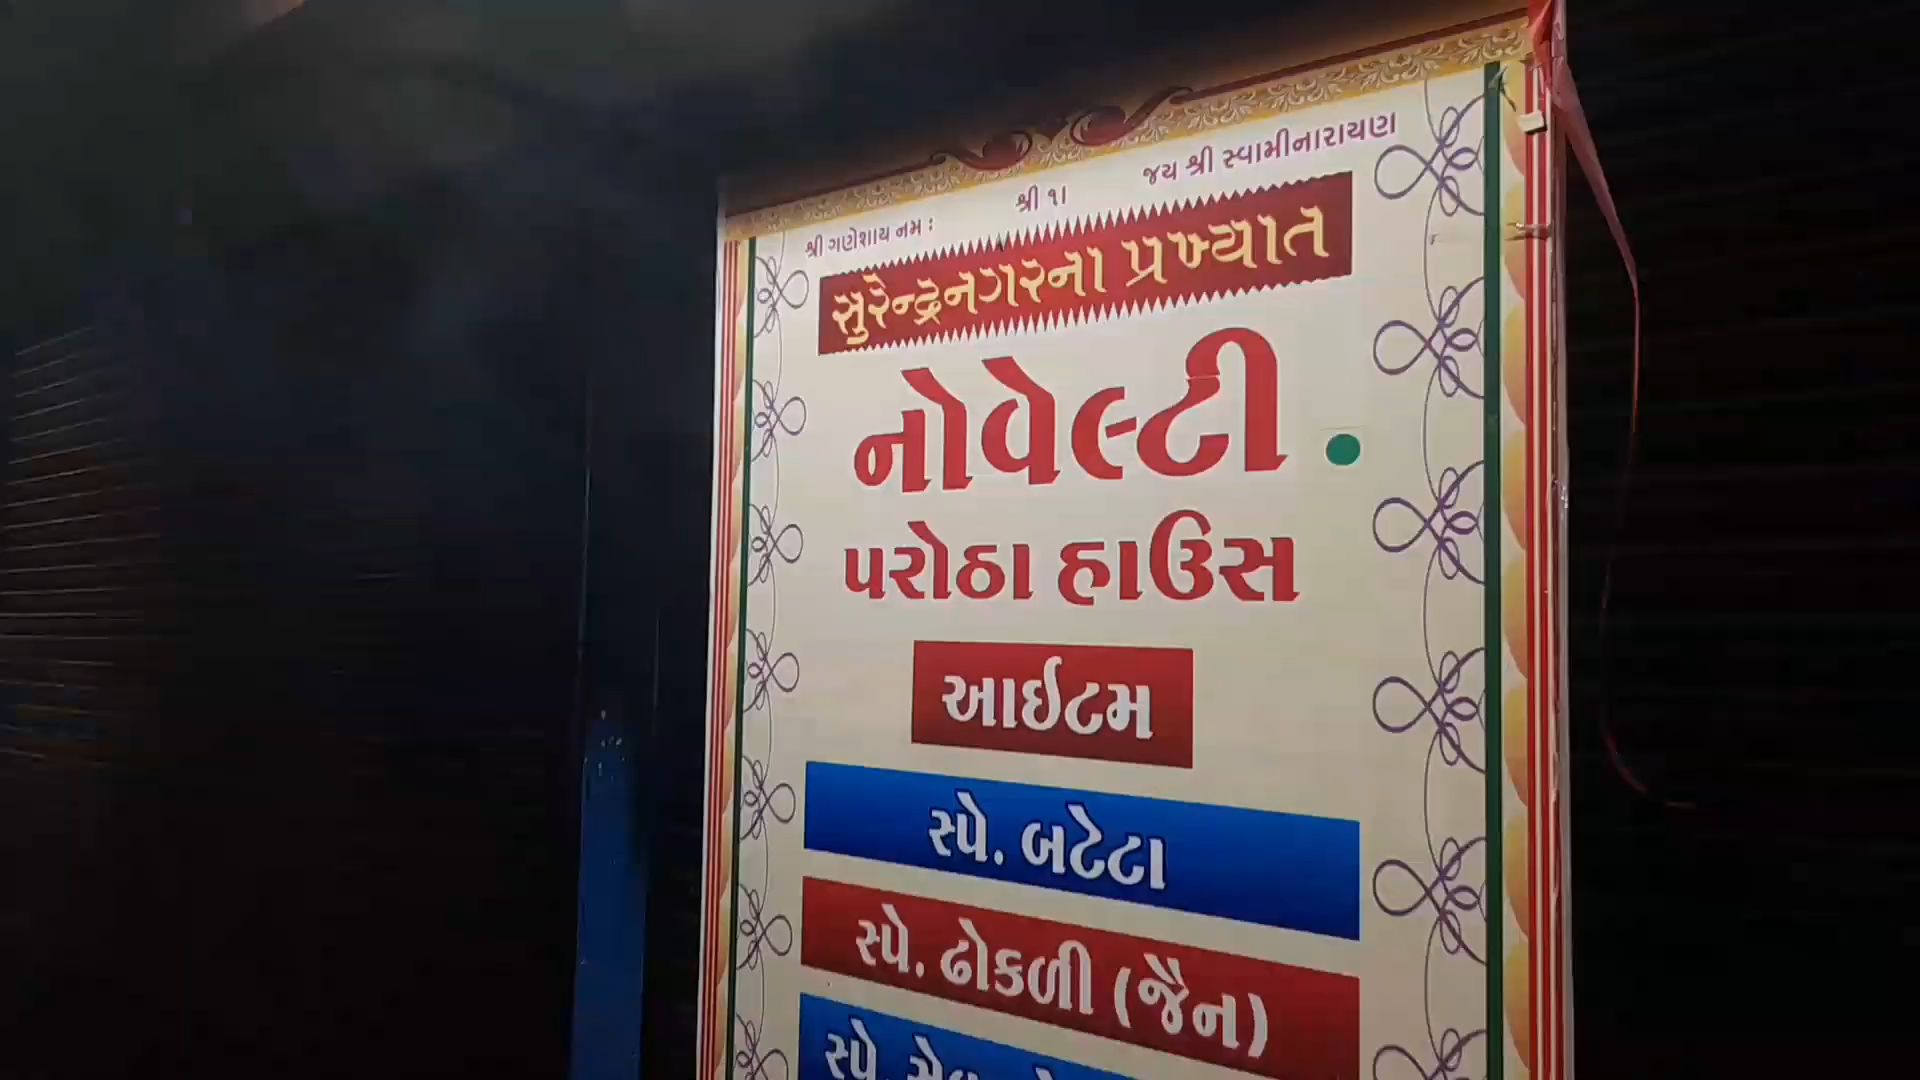 શ્રી ગણેશાય નમઃ શ્રી ૧। જય શ્રી સ્વામીનારાયણ
સુરેન્દ્રનગરના પ્રખ્યાત
નોવેલ્ટી
પરોઠા હાઉસ
આઈટમ
સ્પે. બટેટા
સ્પે. ઢોકળી (જૈન)
સ્પે.